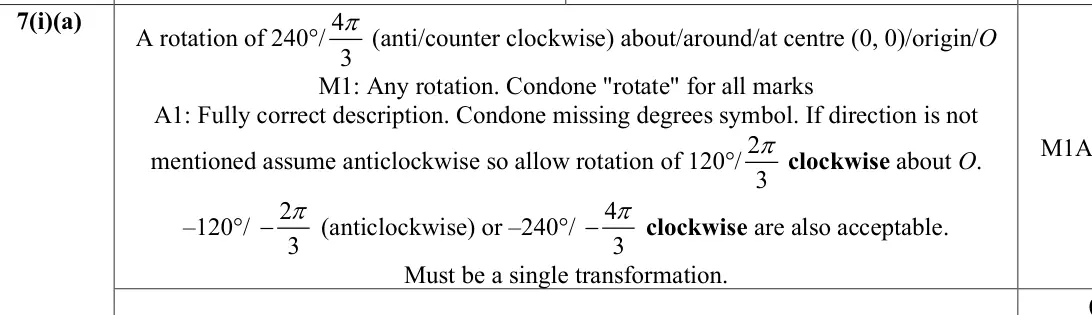 7(i)(a)
A rotation of 240°/4π/3 (anti/counter clockwise) about/around/at centre (0, 0)/origin/O
M1: Any rotation. Condone "rotate" for all marks
A1: Fully correct description. Condone missing degrees symbol. If direction is not
mentioned assume anticlockwise so allow rotation of 120°/2π/3 clockwise about O.
M1A
–120°/ –2π/3 (anticlockwise) or –240°/ –4π/3 clockwise are also acceptable.
Must be a single transformation.